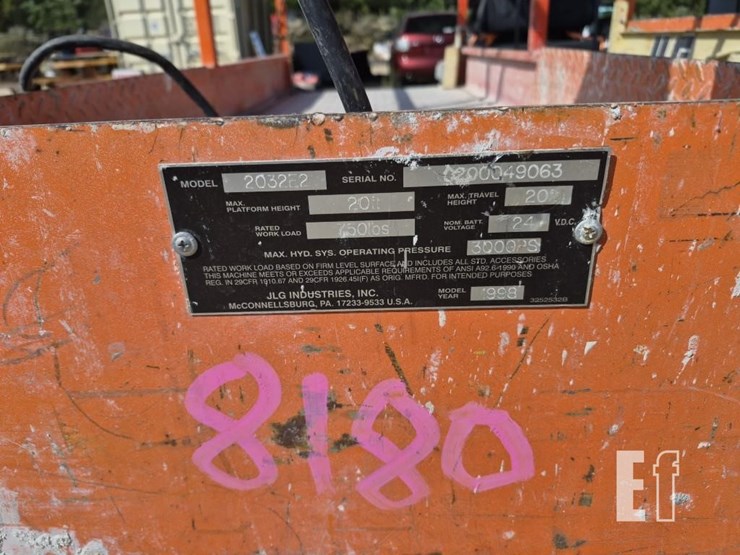 MODEL 2032E2 SERIAL NO. 0200049063
MAX. PLATFORM HEIGHT 20ft MAX. TRAVEL HEIGHT 20ft
RATED WORK LOAD 750lbs NOM. BATT. VOLTAGE 24 V.D.C.
MAX. HYD. SYS. OPERATING PRESSURE 3000PSI
RATED WORK LOAD BASED ON FIRM LEVEL SURFACE AND INCLUDES ALL STD. ACCESSORIES
THIS MACHINE MEETS OR EXCEEDS APPLICABLE REQUIREMENTS OF ANSI A92.6-1999 AND OSHA
REG. IN 29CFR 1910.67 AND 29CFR 1926.45I(F) AS ORIG. MFR'D. FOR INTENDED PURPOSES
JLG INDUSTRIES, INC. MODEL YEAR
McCONNELLSBURG, PA. 17233-9533 U.S.A. 3252532B
8180
Ef